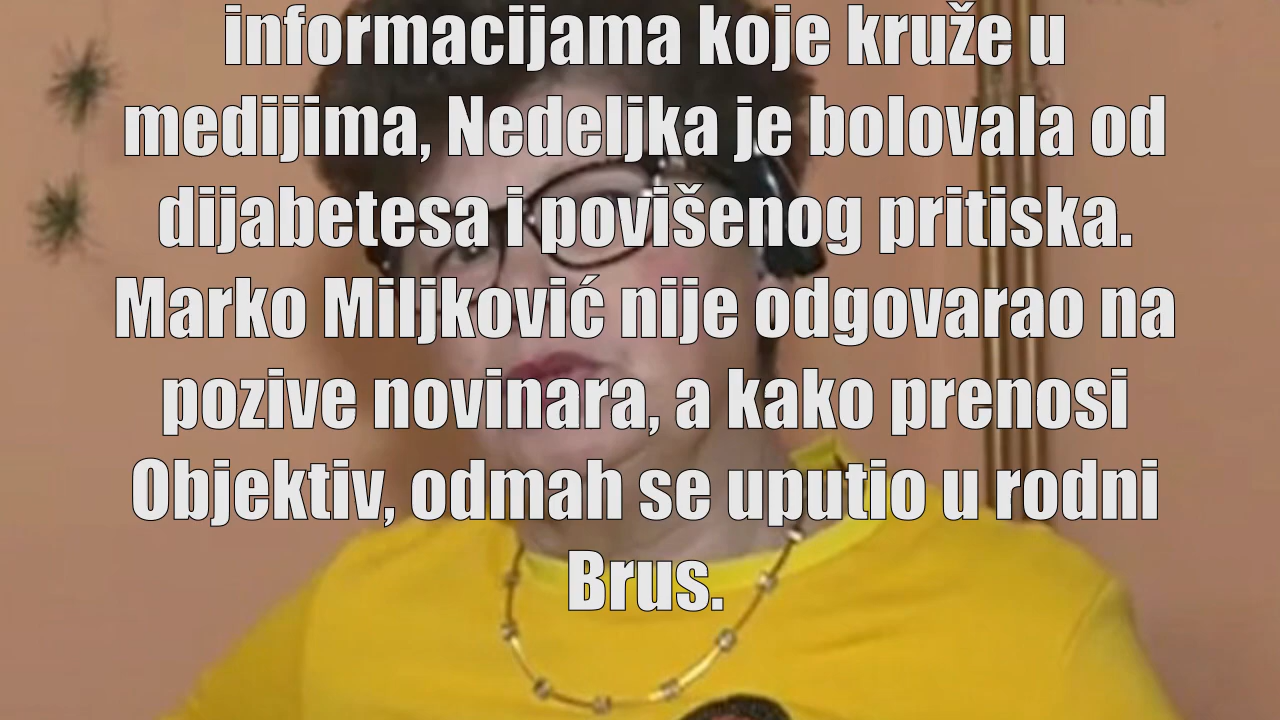 informacijama koje kruže u
medijima, Nedeljka je bolovala od
dijabetesa i povišenog pritiska.
Marko Miljković nije odgovarao na
pozive novinara, a kako prenosi
Objektiv, odmah se uputio u rodni
Brus.